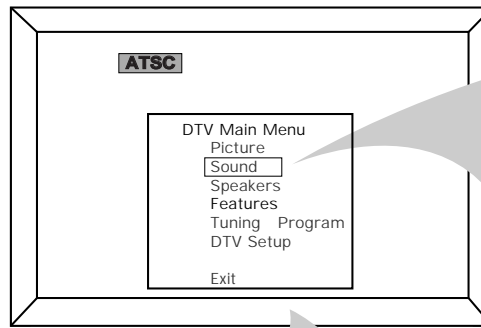 ATSC
DTV Main Menu
Picture
Sound
Speakers
Features
Tuning Program
DTV Setup
Exit